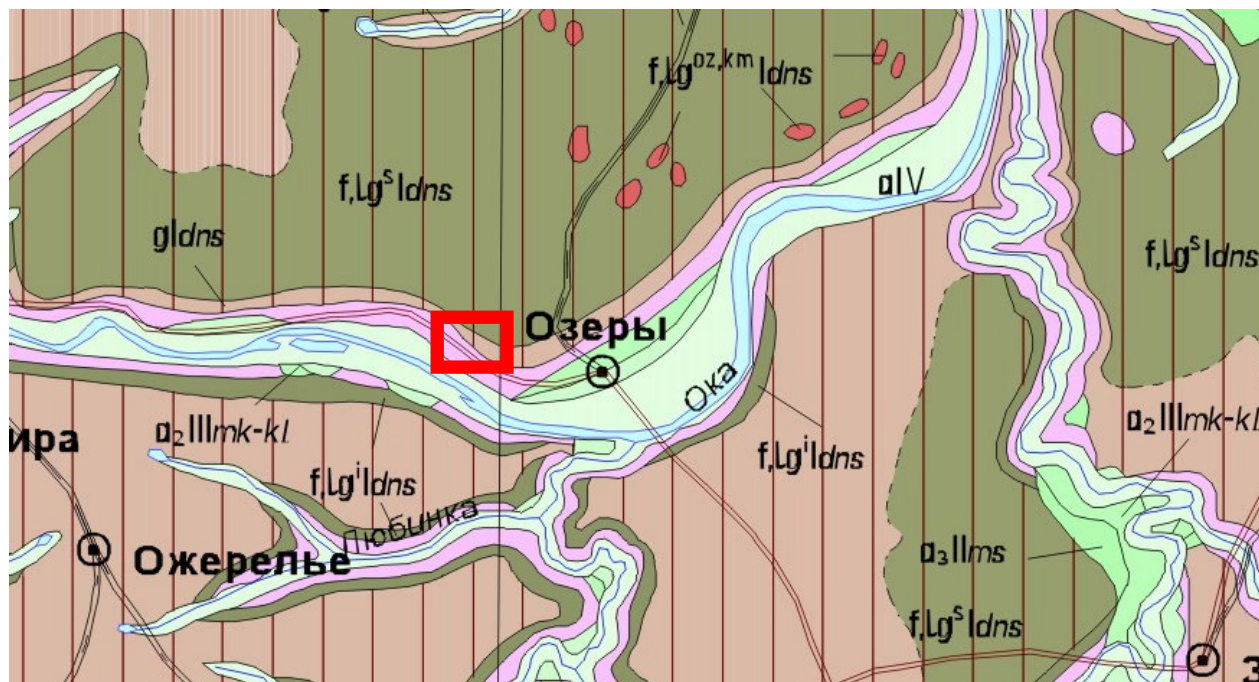 f,lg^oz,km Idns
f,lg^s Idns
aIV
gIdns
f,lg^s Idns
Озеры
Ока
a₂IIImk-kl
a₂IIImk-kl
ира
f,lg^i Idns
f,lg^i Idns
Любинка
Ожерелье
a₃IIms
f,lg^s Idns
З